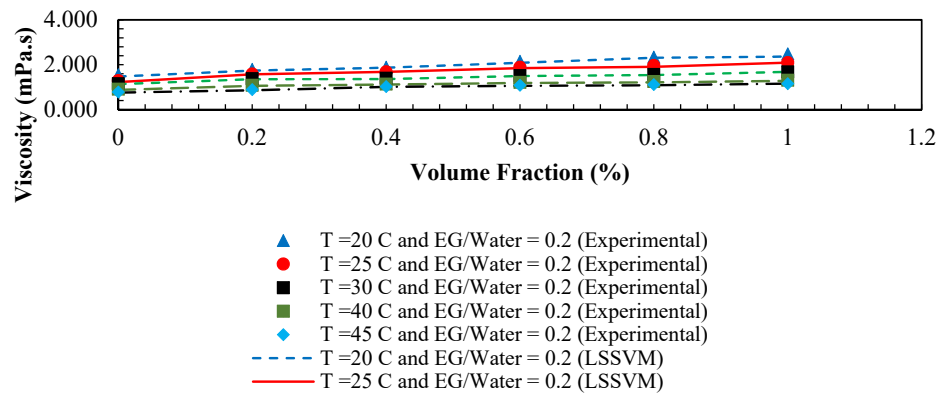 4.000
2.000
0.000
Viscosity (mPa.s)
0 0.2 0.4 0.6 0.8 1 1.2
Volume Fraction (%)
T =20 C and EG/Water = 0.2 (Experimental)
T =25 C and EG/Water = 0.2 (Experimental)
T =30 C and EG/Water = 0.2 (Experimental)
T =40 C and EG/Water = 0.2 (Experimental)
T =45 C and EG/Water = 0.2 (Experimental)
T =20 C and EG/Water = 0.2 (LSSVM)
T =25 C and EG/Water = 0.2 (LSSVM)